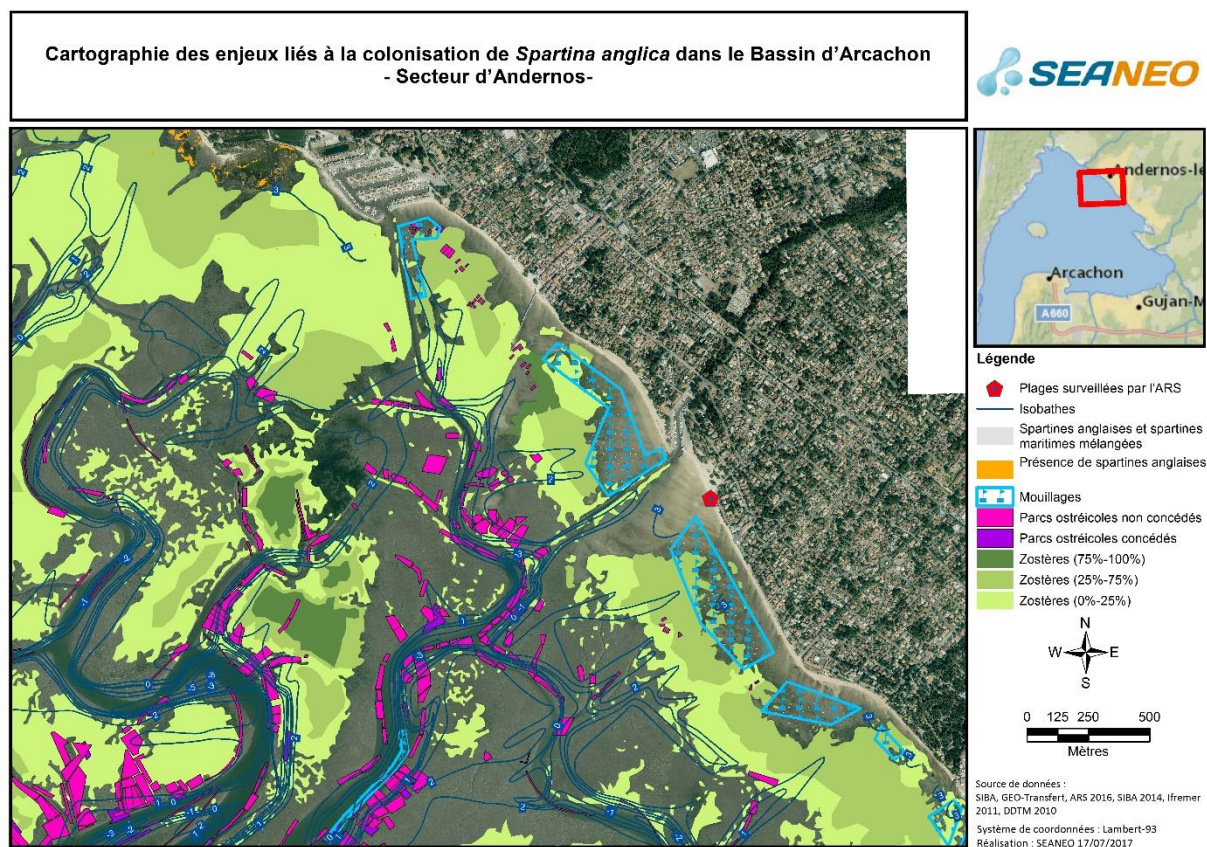 Cartographie des enjeux liés à la colonisation de Spartina anglica dans le Bassin d'Arcachon
- Secteur d'Andernos-
SEANEO
Andernos-le
Arcachon
Gujan-M
A660
Légende
Plages surveillées par l'ARS
Isobathes
Spartines anglaises et spartines
maritimes mélangées
Présence de spartines anglaises
Mouillages
Parcs ostréicoles non concédés
Parcs ostréicoles concédés
Zostères (75%-100%)
Zostères (25%-75%)
Zostères (0%-25%)
N
W E
S
0 125 250 500
Mètres
Source de données :
SIBA, GEO-Transfert, ARS 2016, SIBA 2014, Ifremer
2011, DDTM 2010
Système de coordonnées : Lambert-93
Réalisation : SEANEO 17/07/2017